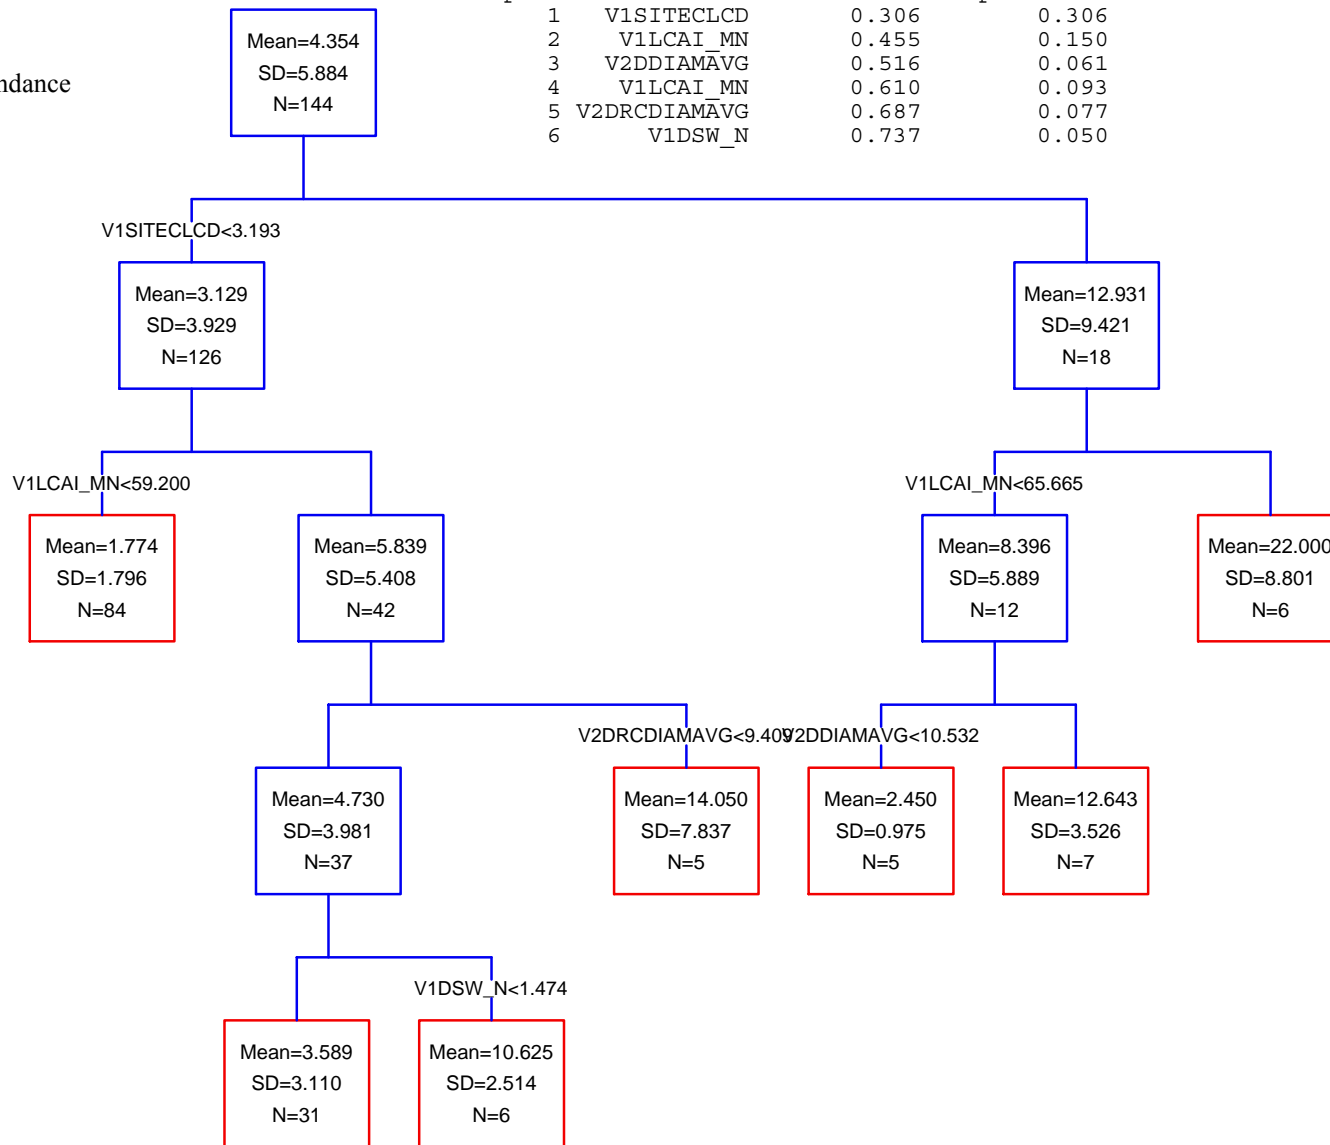 1 V1SITECLCD 0.306 0.306
2 V1LCAI_MN 0.455 0.150
3 V2DDIAMAVG 0.516 0.061
4 V1LCAI_MN 0.610 0.093
5 V2DRCDIAMAVG 0.687 0.077
6 V1DSW_N 0.737 0.050
ndance
Mean=4.354
SD=5.884
N=144
V1SITECLCD<3.193
Mean=3.129
SD=3.929
N=126
Mean=12.931
SD=9.421
N=18
V1LCAI_MN<59.200
V1LCAI_MN<65.665
Mean=1.774
SD=1.796
N=84
Mean=5.839
SD=5.408
N=42
Mean=8.396
SD=5.889
N=12
Mean=22.000
SD=8.801
N=6
V2DRCDIAMAVG<9.409
V2DDIAMAVG<10.532
Mean=4.730
SD=3.981
N=37
Mean=14.050
SD=7.837
N=5
Mean=2.450
SD=0.975
N=5
Mean=12.643
SD=3.526
N=7
V1DSW_N<1.474
Mean=3.589
SD=3.110
N=31
Mean=10.625
SD=2.514
N=6